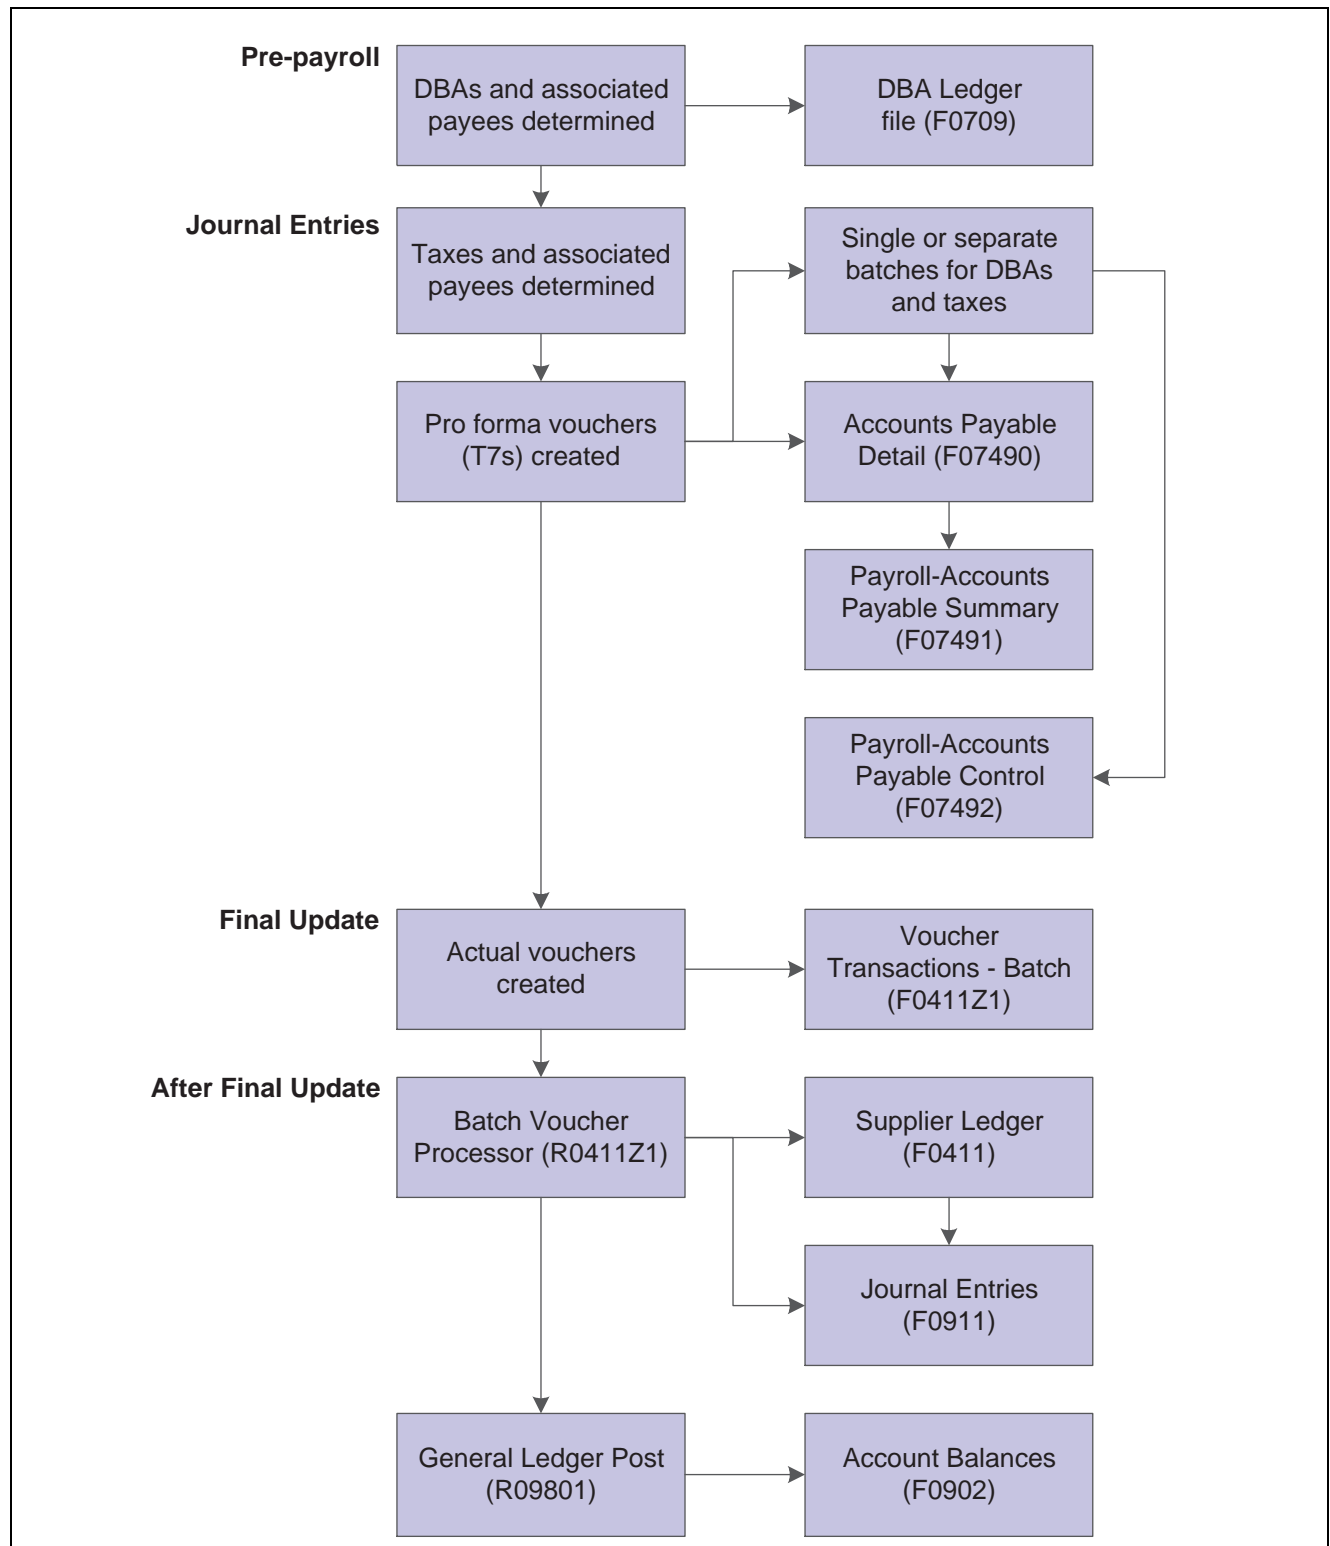 Pre-payroll
DBAs and associated
payees determined
DBA Ledger
file (F0709)
Journal Entries
Taxes and associated
payees determined
Single or separate
batches for DBAs
and taxes
Pro forma vouchers
(T7s) created
Accounts Payable
Detail (F07490)
Payroll-Accounts
Payable Summary
(F07491)
Payroll-Accounts
Payable Control
(F07492)
Final Update
Actual vouchers
created
Voucher
Transactions - Batch
(F0411Z1)
After Final Update
Batch Voucher
Processor (R0411Z1)
Supplier Ledger
(F0411)
Journal Entries
(F0911)
General Ledger Post
(R09801)
Account Balances
(F0902)